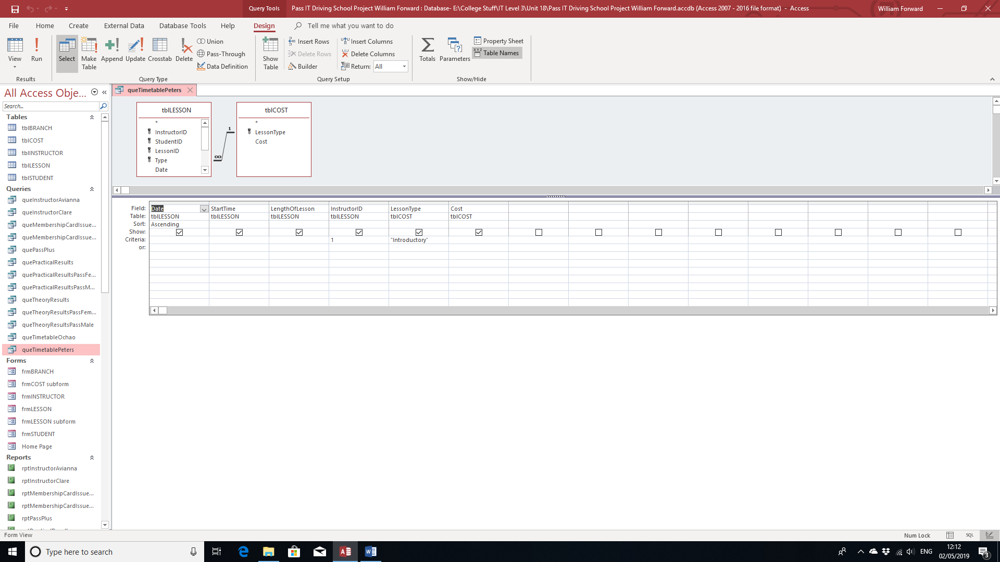 Query Tools
Pass IT Driving School Project William Forward : Database- E:\College Stuff\IT Level 3\Unit 18\Pass IT Driving School Project William Forward.accdb (Access 2007 - 2016 file format) - Access
William Forward
File Home Create External Data Database Tools Help Design Tell me what you want to do
View
Run
Results
Select
Make Table
Append
Update
Crosstab
Delete
Union
Pass-Through
Data Definition
Query Type
Show Table
Insert Rows
Delete Rows
Builder
Insert Columns
Delete Columns
Return: All
Query Setup
Totals
Parameters
Property Sheet
XYZ
Table Names
Show/Hide
All Access Obje...
Search...
Tables
tblBRANCH
tblCOST
tblINSTRUCTOR
tblLESSON
tblSTUDENT
Queries
queInstructorAvianna
queInstructorClare
queMembershipCardIssue...
queMembershipCardIssue...
quePassPlus
quePracticalResults
quePracticalResultsPassFe...
quePracticalResultsPassM...
queTheoryResults
queTheoryResultsPassFem...
queTheoryResultsPassMale
queTimetableOchao
queTimetablePeters
Forms
frmBRANCH
frmCOST subform
frmINSTRUCTOR
frmLESSON
frmLESSON subform
frmSTUDENT
Home Page
Reports
rptInstructorAvianna
rptInstructorClare
rptMembershipCardIssue...
rptMembershipCardIssue...
rptPassPlus
queTimetablePeters
tblLESSON
*
InstructorID
StudentID
LessonID
Type
Date
∞
1
tblCOST
*
LessonType
Cost
Field: Date StartTime LengthOfLesson InstructorID LessonType Cost
Table: tblLESSON tblLESSON tblLESSON tblLESSON tblCOST tblCOST
Sort: Ascending
Show:
Criteria: 1 "Introductory"
or:
Form View
Num Lock
SQL
Type here to search
ENG
12:12
02/05/2019
3